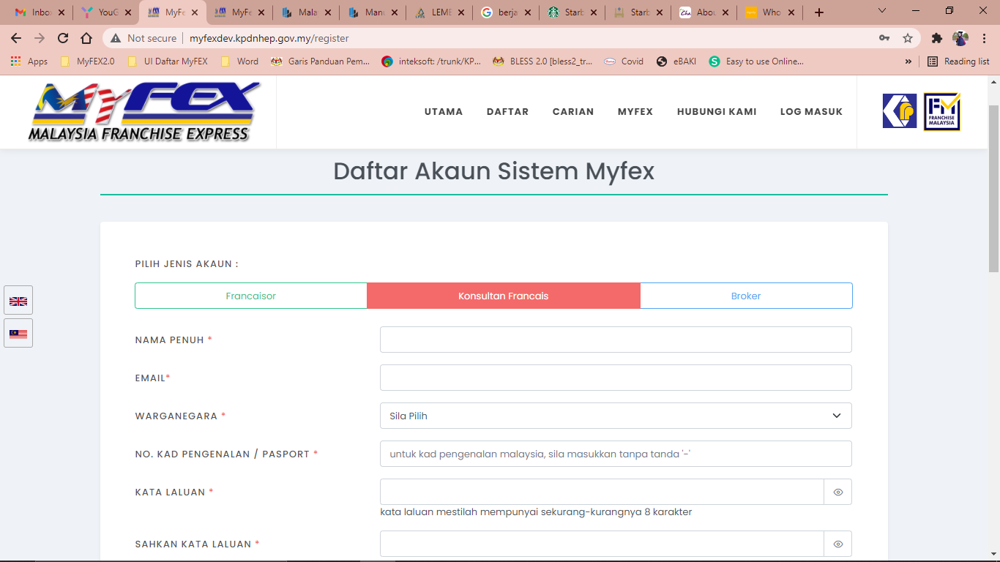 Inbo
YouG
MyFe
MyFe
Mala
Manu
LEME
berja
Starb
Starb
Abou
Who
Not secure
myfexdev.kpdnhep.gov.my/register
Apps
MyFEX2.0
UI Daftar MyFEX
Word
Garis Panduan Pem...
inteksoft: /trunk/KP...
BLESS 2.0 [bless2_tr...
Covid
eBAKI
Easy to use Online...
Reading list
MyFEX
MALAYSIA FRANCHISE EXPRESS
UTAMA
DAFTAR
CARIAN
MYFEX
HUBUNGI KAMI
LOG MASUK
FM
FRANCHISE
MALAYSIA
Daftar Akaun Sistem Myfex
PILIH JENIS AKAUN :
Francaisor
Konsultan Francais
Broker
NAMA PENUH *
EMAIL*
WARGANEGARA *
Sila Pilih
NO. KAD PENGENALAN / PASPORT *
untuk kad pengenalan malaysia, sila masukkan tanpa tanda '-'
KATA LALUAN *
kata laluan mestilah mempunyai sekurang-kurangnya 8 karakter
SAHKAN KATA LALUAN *